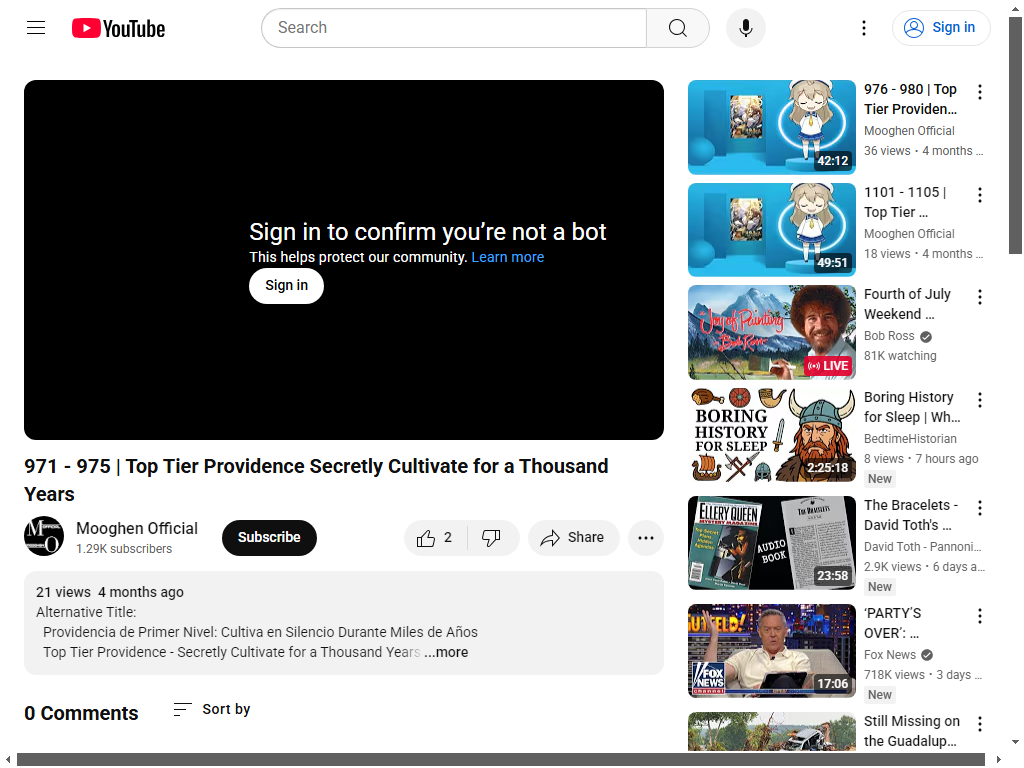 YouTube
Search
Sign in
Sign in to confirm you’re not a bot
This helps protect our community. Learn more
Sign in
971 - 975 | Top Tier Providence Secretly Cultivate for a Thousand
Years
Mooghen Official
1.29K subscribers
Subscribe
2
Share
21 views 4 months ago
Alternative Title:
Providencia de Primer Nivel: Cultiva en Silencio Durante Miles de Años
Top Tier Providence - Secretly Cultivate for a Thousand Years ...more
0 Comments
Sort by
42:12
976 - 980 | Top
Tier Providen...
Mooghen Official
36 views • 4 months ...
49:51
1101 - 1105 |
Top Tier ...
Mooghen Official
18 views • 4 months ...
The Joy of Painting
Bob Ross
LIVE
Fourth of July
Weekend ...
Bob Ross
81K watching
BORING
HISTORY
FOR SLEEP
2:25:18
Boring History
for Sleep | Wh...
BedtimeHistorian
8 views • 7 hours ago
New
ELLERY QUEEN
MYSTERY MAGAZINE
THE BRACELETS
AUDIO
BOOK
23:58
The Bracelets -
David Toth's ...
David Toth - Pannoni...
2.9K views • 6 days a...
New
FOX
NEWS
channel
17:06
‘PARTY’S
OVER’: ...
Fox News
718K views • 3 days ...
New
Still Missing on
the Guadalup...